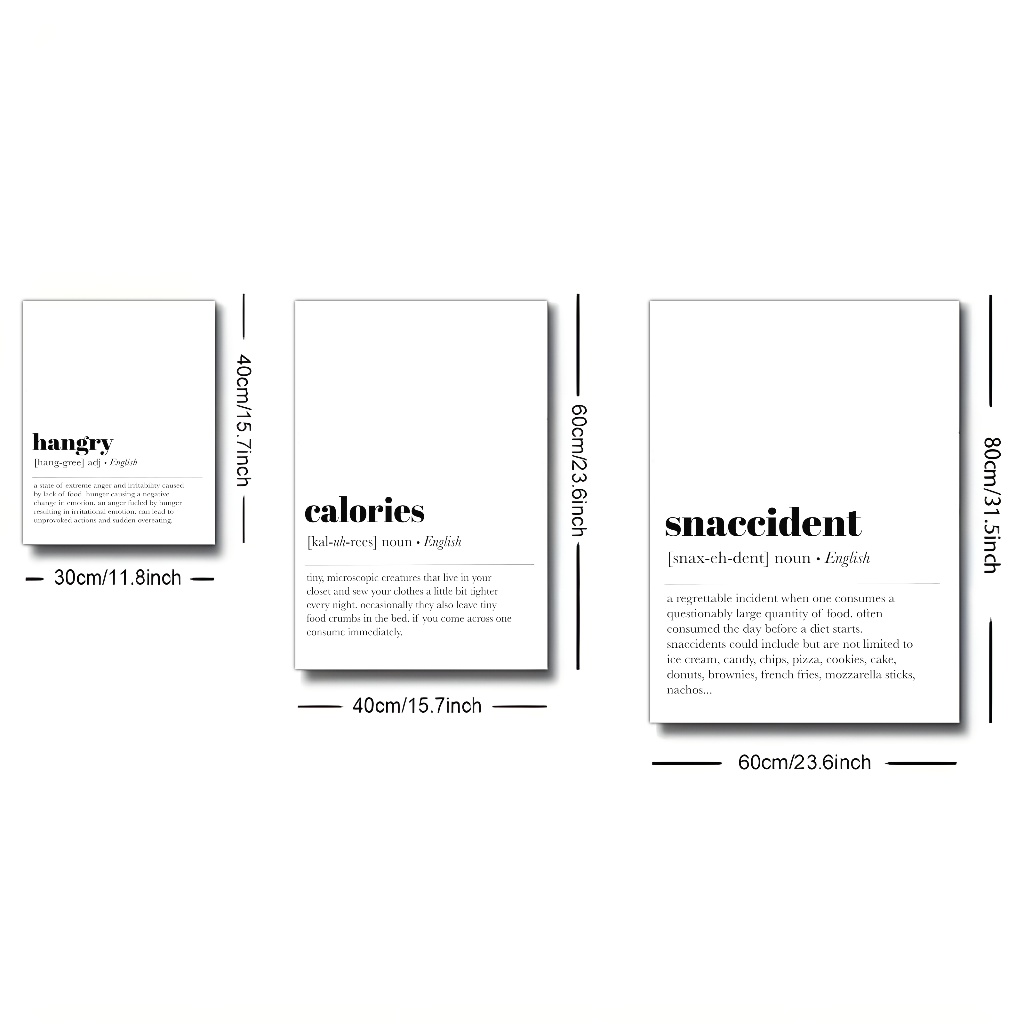 hangry
[hang-gree] adj • English
a state of extreme anger and irritability caused
by lack of food. hunger causing a negative
change in emotion. an anger fueled by hunger
resulting in irritational emotion. can lead to
unprovoked actions and sudden overeating.
30cm/11.8inch
40cm/15.7inch
calories
[kal-uh-rees] noun • English
tiny, microscopic creatures that live in your
closet and sew your clothes a little bit tighter
every night. occasionally they also leave tiny
food crumbs in the bed. if you come across one
consume immediately.
40cm/15.7inch
60cm/23.6inch
snaccident
[snax-eh-dent] noun • English
a regrettable incident when one consumes a
questionably large quantity of food. often
consumed the day before a diet starts.
snaccidents could include but are not limited to
ice cream, candy, chips, pizza, cookies, cake,
donuts, brownies, french fries, mozzarella sticks,
nachos...
60cm/23.6inch
80cm/31.5inch